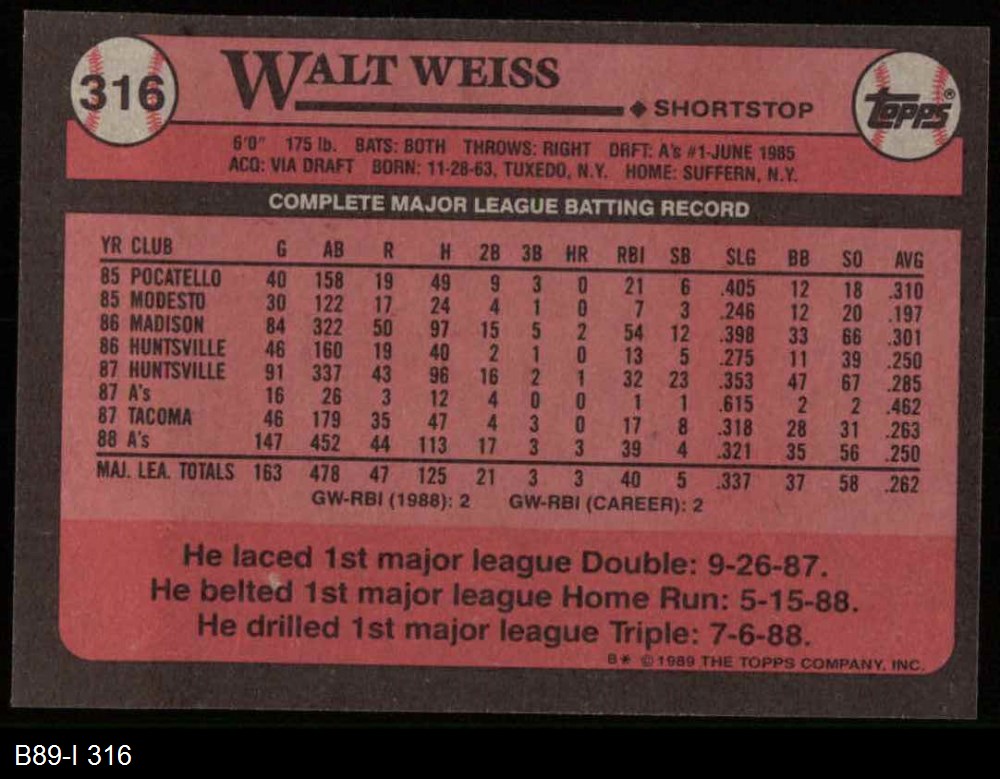 316
WALT WEISS
◆ SHORTSTOP
TOPPS®
6'0" 175 lb. BATS: BOTH THROWS: RIGHT DRFT: A's #1-JUNE 1985
ACQ: VIA DRAFT BORN: 11-28-63, TUXEDO, N.Y. HOME: SUFFERN, N.Y.
COMPLETE MAJOR LEAGUE BATTING RECORD
YR CLUB G AB R H 2B 3B HR RBI SB SLG BB SO AVG
85 POCATELLO 40 158 19 49 9 3 0 21 6 .405 12 18 .310
85 MODESTO 30 122 17 24 4 1 0 7 3 .246 12 20 .197
86 MADISON 84 322 50 97 15 5 2 54 12 .398 33 66 .301
86 HUNTSVILLE 46 160 19 40 2 1 0 13 5 .275 11 39 .250
87 HUNTSVILLE 91 337 43 96 16 2 1 32 23 .353 47 67 .285
87 A's 16 26 3 12 4 0 0 1 1 .615 2 2 .462
87 TACOMA 46 179 35 47 4 3 0 17 8 .318 28 31 .263
88 A's 147 452 44 113 17 3 3 39 4 .321 35 56 .250
MAJ. LEA. TOTALS 163 478 47 125 21 3 3 40 5 .337 37 58 .262
GW-RBI (1988): 2 GW-RBI (CAREER): 2
He laced 1st major league Double: 9-26-87.
He belted 1st major league Home Run: 5-15-88.
He drilled 1st major league Triple: 7-6-88.
B* ©1989 THE TOPPS COMPANY, INC.
B89-I 316